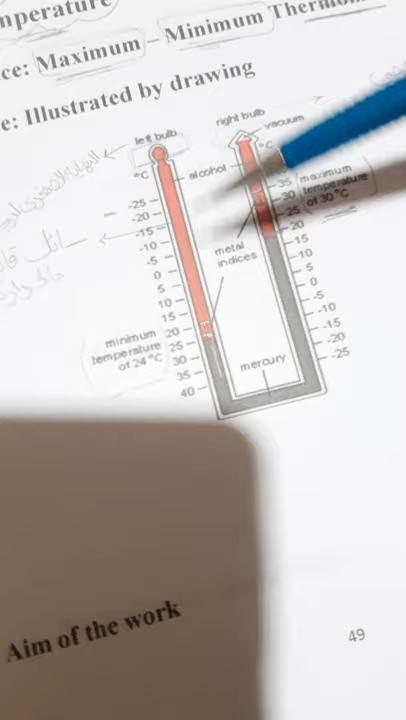 mperature
ce: Maximum – Minimum Thermom
e: Illustrated by drawing
right bulb
vacuum
left bulb
°C
°C
alcohol
-25
-20
-15
-10
-5
0
5
10
15
20
25
30
35
40
35
30
25
20
15
10
5
0
-5
-10
-15
-20
-25
maximum
temperature
of 30°C
metal
indices
minimum
temperature
of 24°C
mercury
Aim of the work
49